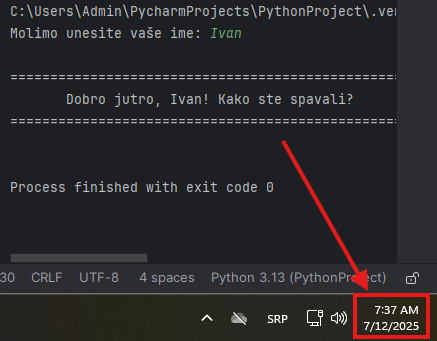 C:\Users\Admin\PycharmProjects\PythonProject\.ver
Molimo unesite vaše ime: Ivan
==================================================
Dobro jutro, Ivan! Kako ste spavali?
==================================================
Process finished with exit code 0
30 CRLF UTF-8 4 spaces Python 3.13 (PythonProject)
SRP 7:37 AM
7/12/2025